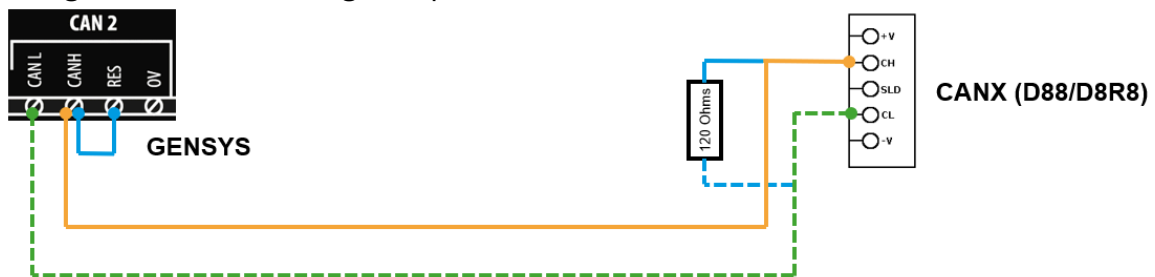 CAN 2
CAN L
CANH
RES
0V
GENSYS
120 Ohms
+V
CH
SLD
CL
-V
CANX (D88/D8R8)